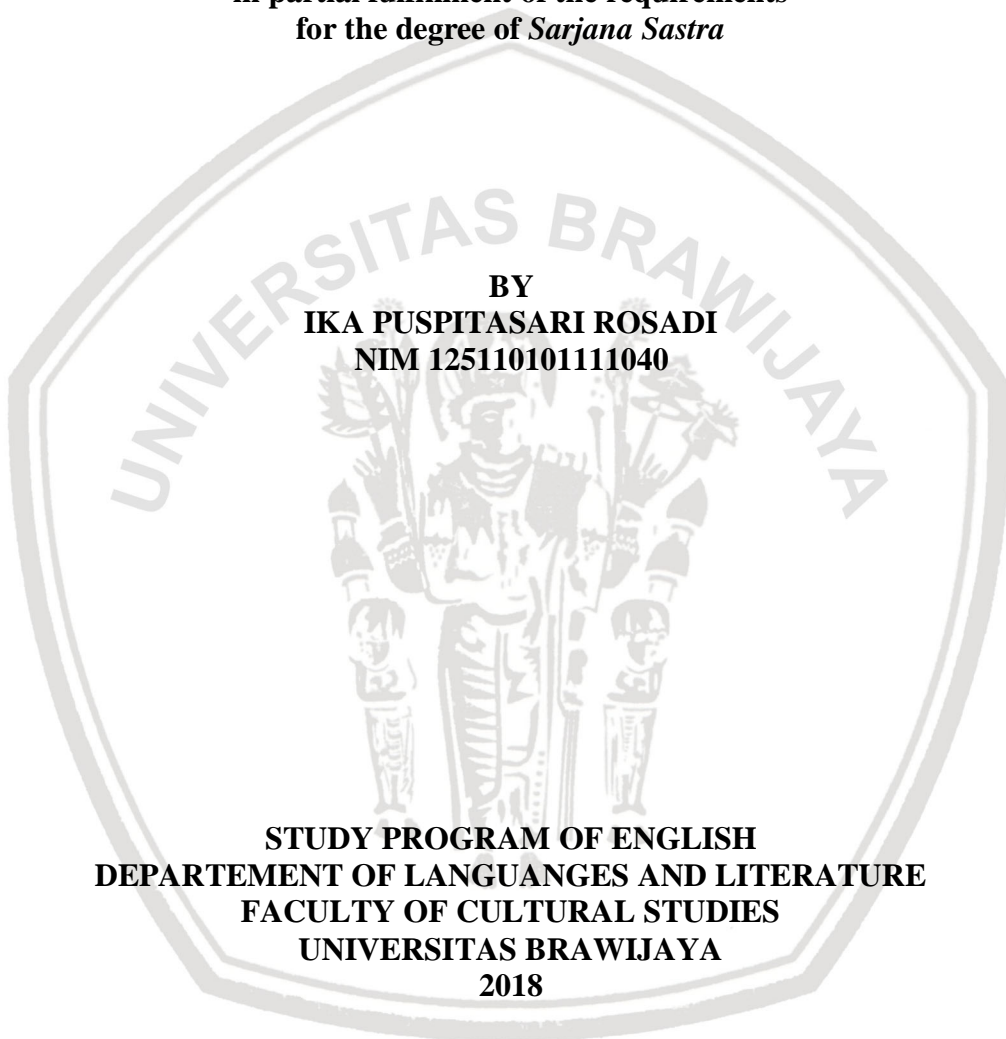 in partial fulfillment of the requirements
for the degree of Sarjana Sastra
UNIVERSITAS BRAWIJAYA
BY
IKA PUSPITASARI ROSADI
NIM 125110101111040
STUDY PROGRAM OF ENGLISH
DEPARTEMENT OF LANGUANGES AND LITERATURE
FACULTY OF CULTURAL STUDIES
UNIVERSITAS BRAWIJAYA
2018